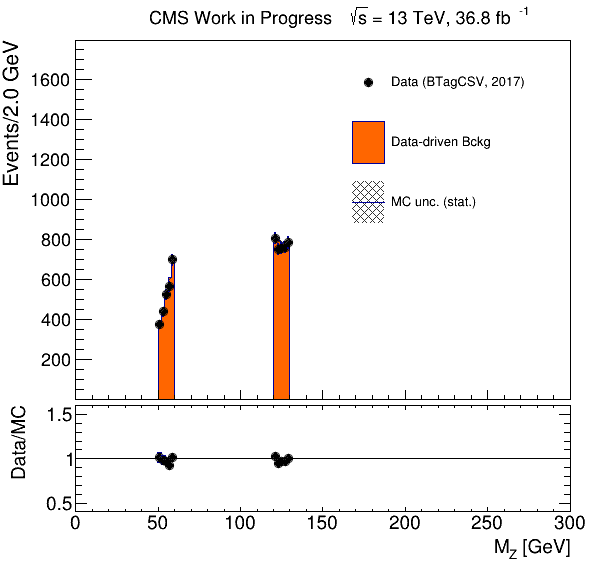 CMS Work in Progress √s = 13 TeV, 36.8 fb -1
Events/2.0 GeV
1600
1400
1200
1000
800
600
400
200
Data (BTagCSV, 2017)
Data-driven Bckg
MC unc. (stat.)
Data/MC
1.5
1
0.5
0 50 100 150 200 250 300
MZ [GeV]